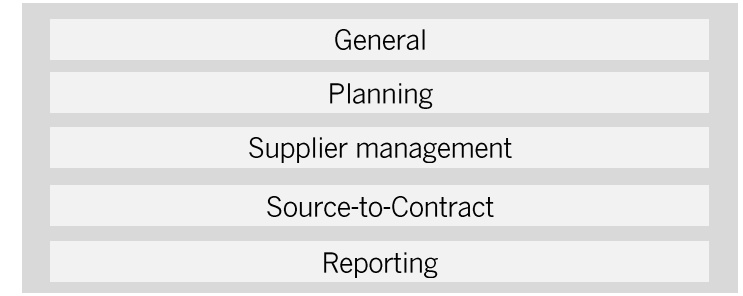 General
Planning
Supplier management
Source-to-Contract
Reporting